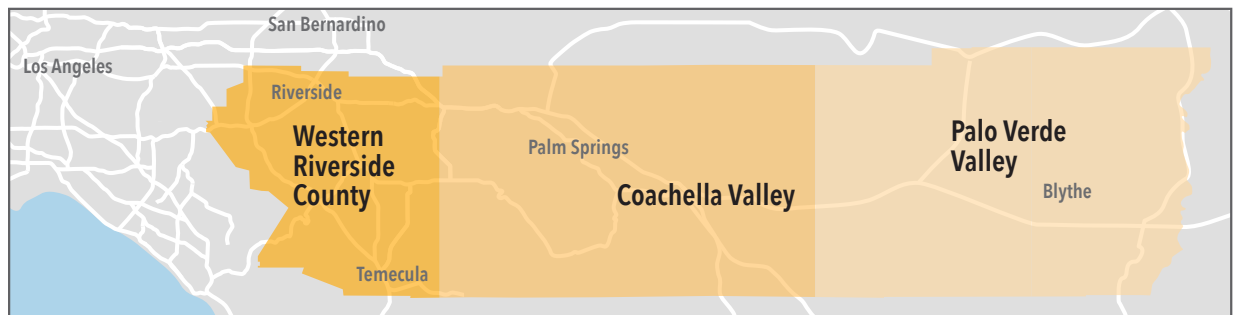 San Bernardino
Los Angeles
Riverside
Western
Riverside
County
Palm Springs
Coachella Valley
Palo Verde
Valley
Blythe
Temecula